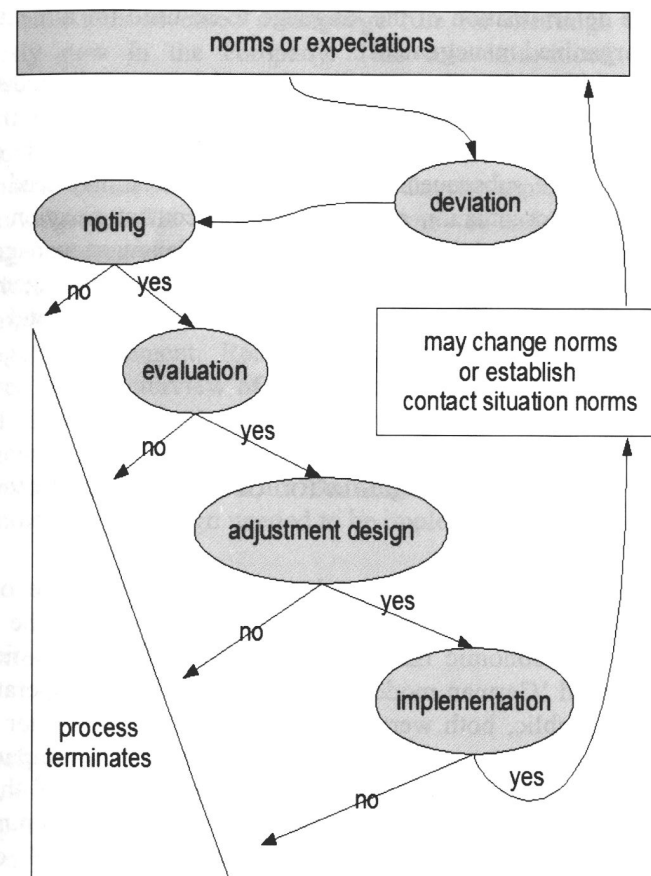 norms or expectations
deviation
noting
no
yes
evaluation
no
yes
may change norms
or establish
contact situation norms
adjustment design
no
yes
implementation
no
yes
process
terminates